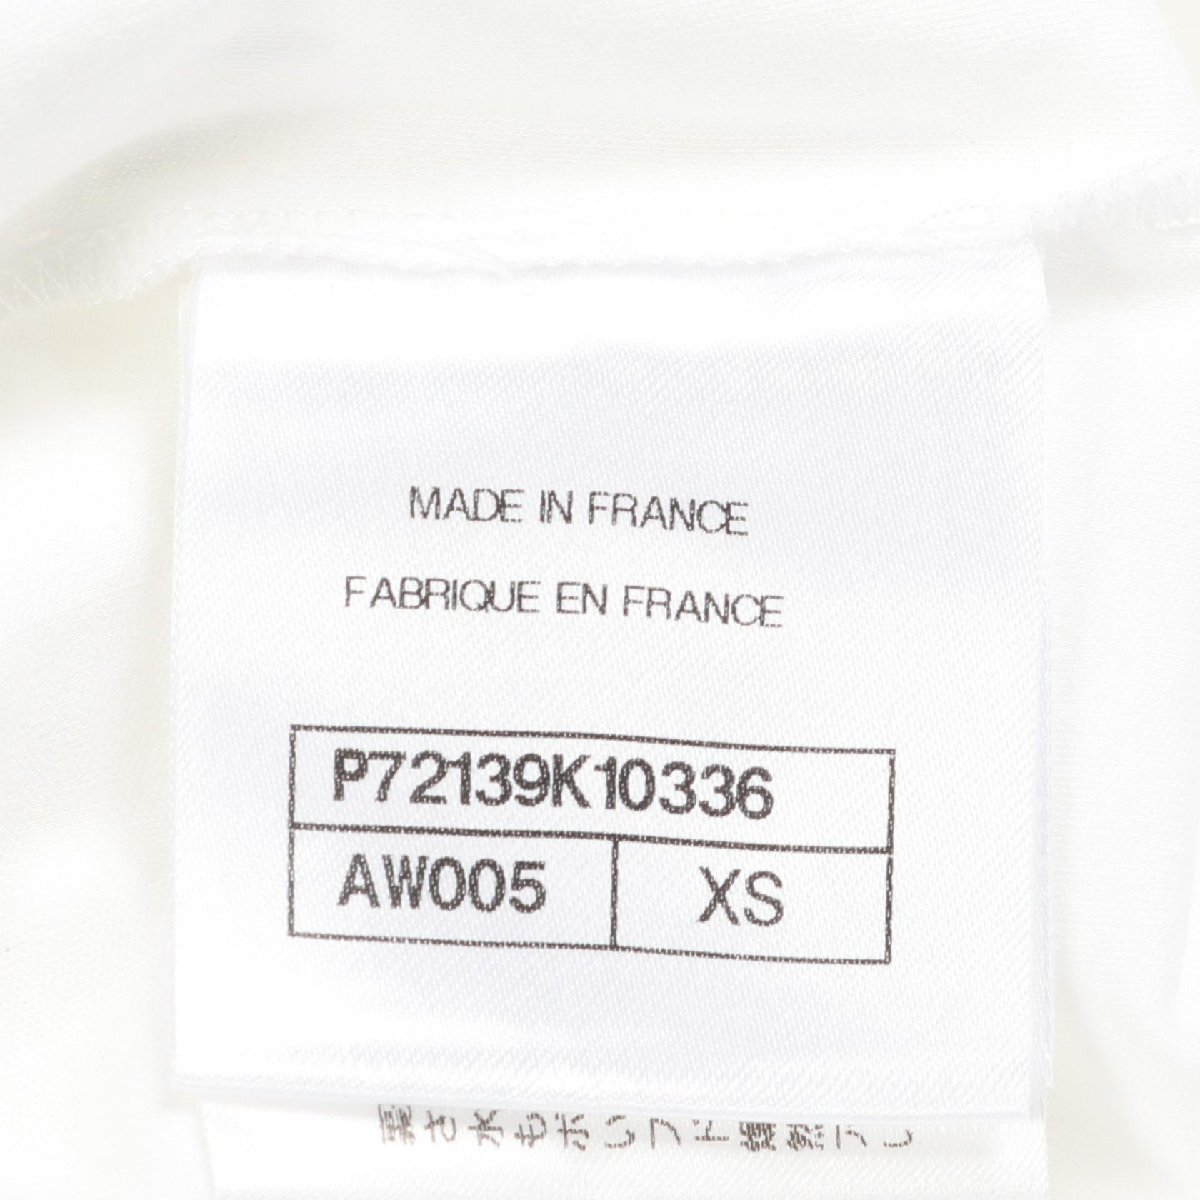 MADE IN FRANCE
FABRIQUE EN FRANCE
P72139K10336
AW005 XS